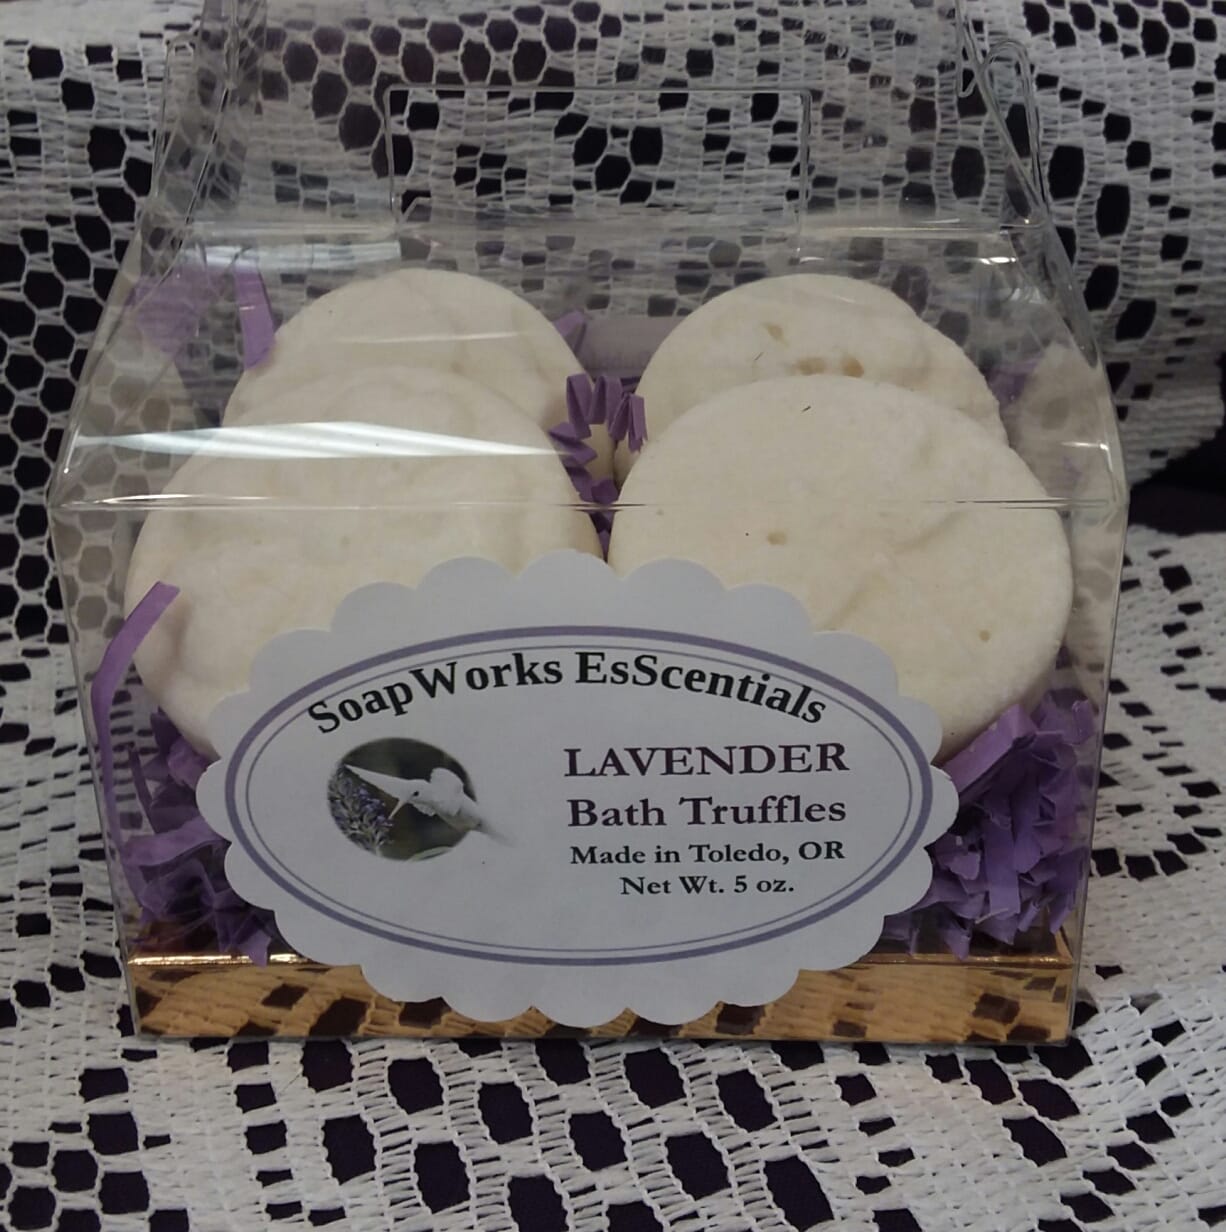 SoapWorks EsScentials
LAVENDER
Bath Truffles
Made in Toledo, OR
Net Wt. 5 oz.